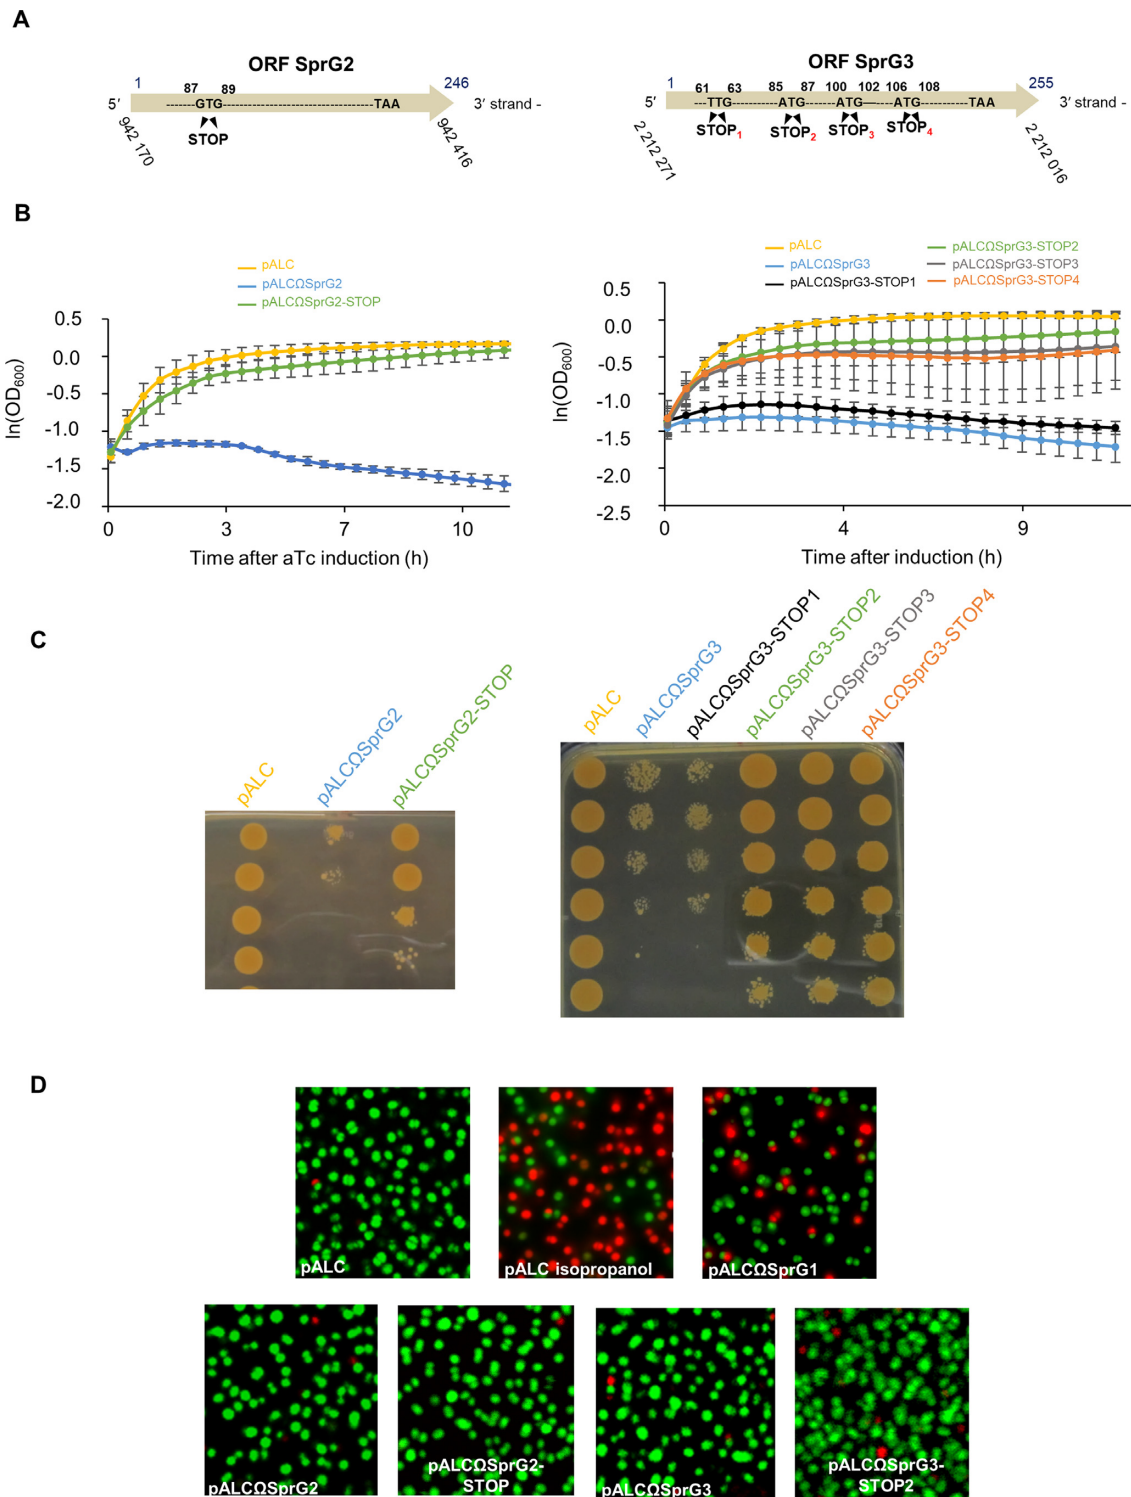 A
ORF SprG2
1 87 89 246
5′ ------GTG-----------------------------TAA 3′ strand -
STOP
942 170
942 416
ORF SprG3
1 61 63 85 87 100 102 106 108 255
5′ ---TTG---------ATG------ATG------ATG----------TAA 3′ strand -
STOP1 STOP2 STOP3 STOP4
2 212 271
2 212 016
B
pALC
pALCΩSprG2
pALCΩSprG2-STOP
ln(OD600)
0.5
0.0
-0.5
-1.0
-1.5
-2.0
0 3 7 10
Time after aTc induction (h)
pALC
pALCΩSprG3
pALCΩSprG3-STOP1
pALCΩSprG3-STOP2
pALCΩSprG3-STOP3
pALCΩSprG3-STOP4
ln(OD600)
0.5
0.0
-0.5
-1.0
-1.5
-2.0
-2.5
0 4 9
Time after induction (h)
C
pALC
pALCΩSprG2
pALCΩSprG2-STOP
pALC
pALCΩSprG3
pALCΩSprG3-STOP1
pALCΩSprG3-STOP2
pALCΩSprG3-STOP3
pALCΩSprG3-STOP4
D
pALC
pALC isopropanol
pALCΩSprG1
pALCΩSprG2
pALCΩSprG2-
STOP
pALCΩSprG3
pALCΩSprG3-
STOP2